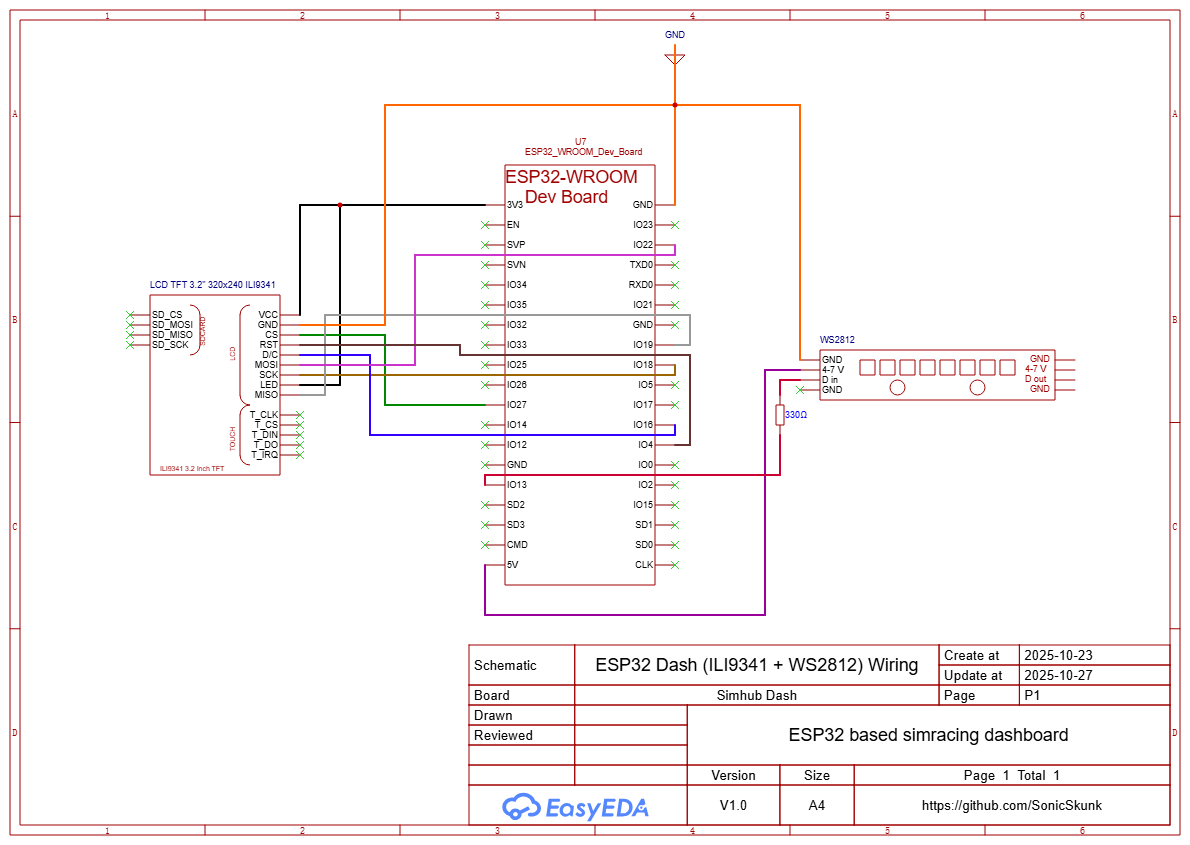 1 2 3 4 5 6
A
B
C
D
A
B
C
D
GND
U7
ESP32_WROOM_Dev_Board
ESP32-WROOM
Dev Board
3V3
EN
SVP
SVN
IO34
IO35
IO32
IO33
IO25
IO26
IO27
IO14
IO12
GND
IO13
SD2
SD3
CMD
5V
GND
IO23
IO22
TXD0
RXD0
IO21
GND
IO19
IO18
IO5
IO17
IO16
IO4
IO0
IO2
IO15
SD1
SD0
CLK
LCD TFT 3.2" 320x240 ILI9341
SD_CS
SD_MOSI
SD_MISO
SD_SCK
SDCARD
LCD
TOUCH
VCC
GND
CS
RST
D/C
MOSI
SCK
LED
MISO
T_CLK
T_CS
T_DIN
T_DO
T_IRQ
ILI9341 3.2 Inch TFT
WS2812
GND
4-7 V
D in
GND
GND
4-7 V
D out
GND
330Ω
Schematic ESP32 Dash (ILI9341 + WS2812) Wiring
Create at 2025-10-23
Update at 2025-10-27
Board Simhub Dash Page P1
Drawn
Reviewed
ESP32 based simracing dashboard
Version Size Page 1 Total 1
EasyEDA V1.0 A4 https://github.com/SonicSkunk
1 2 3 4 5 6